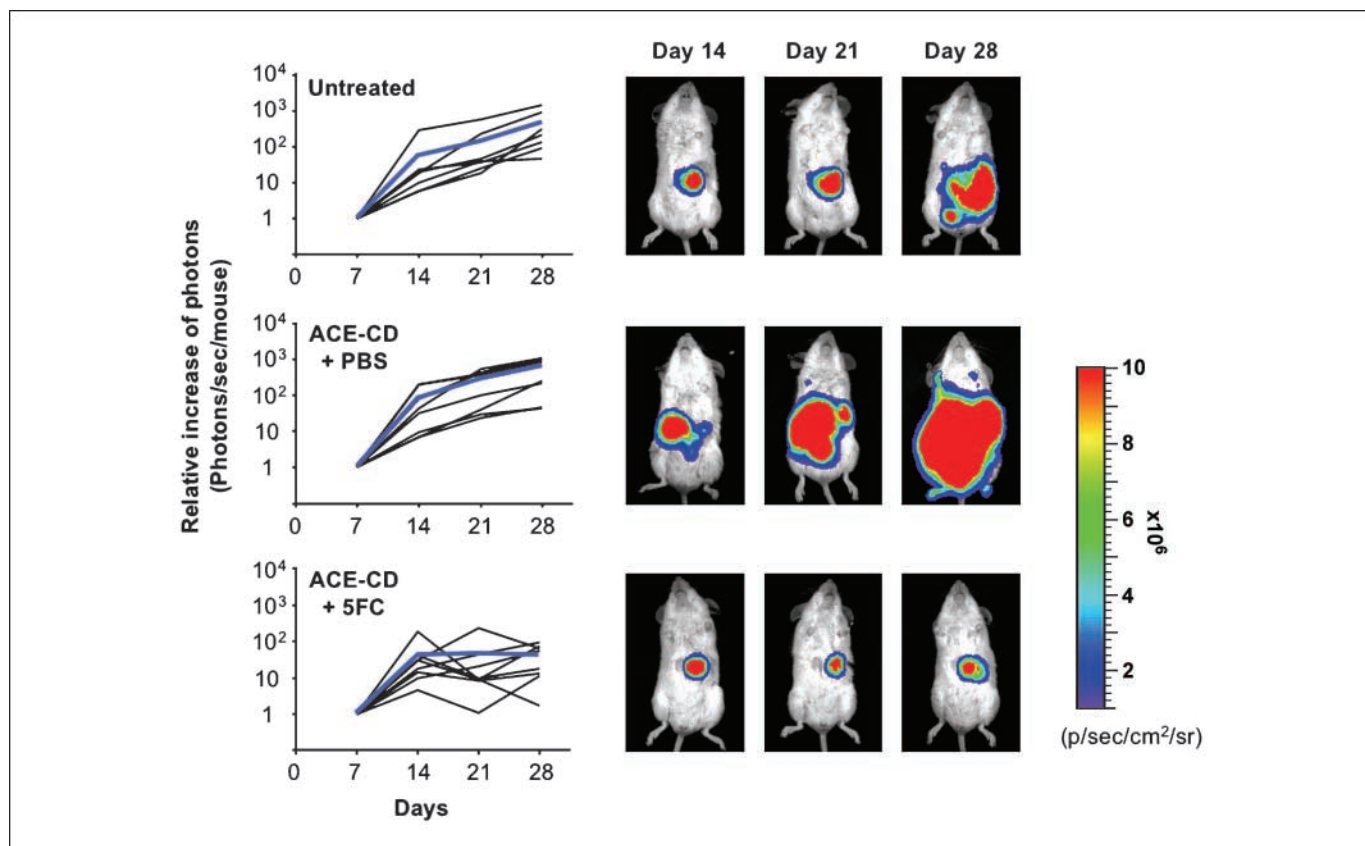 Relative increase of photons
(Photons/sec/mouse)
Untreated
10⁴
10³
10²
10
1
0 7 14 21 28
ACE-CD
+ PBS
10⁴
10³
10²
10
1
0 7 14 21 28
ACE-CD
+ 5FC
10⁴
10³
10²
10
1
0 7 14 21 28
Days
Day 14 Day 21 Day 28
10
8
6
4
2
x10⁶
(p/sec/cm²/sr)